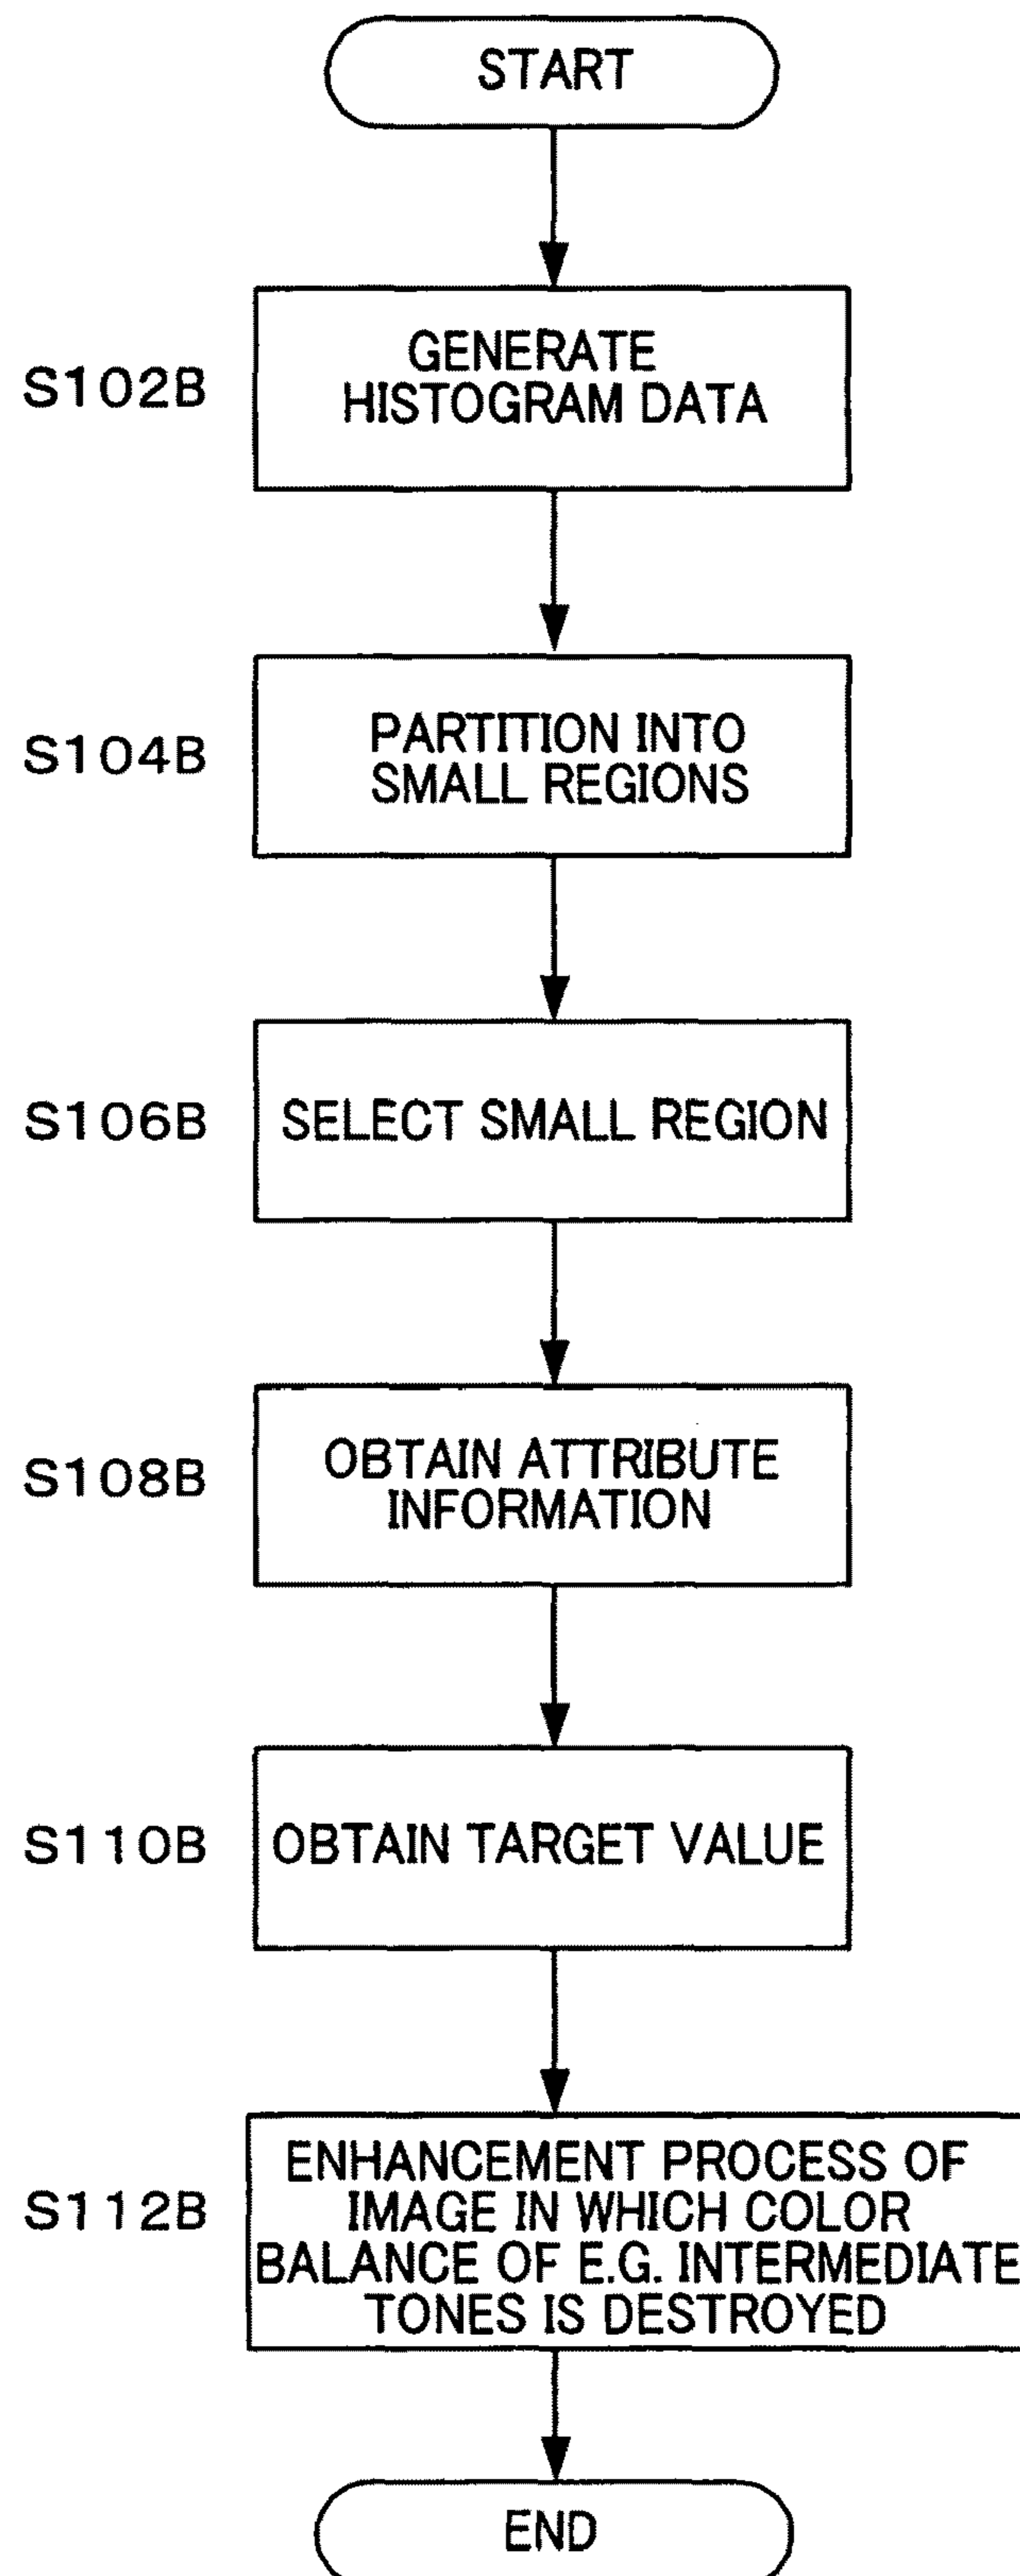 START
S102B
GENERATE
HISTOGRAM DATA
S104B
PARTITION INTO
SMALL REGIONS
S106B
SELECT SMALL REGION
S108B
OBTAIN ATTRIBUTE
INFORMATION
S110B
OBTAIN TARGET VALUE
S112B
ENHANCEMENT PROCESS OF
IMAGE IN WHICH COLOR
BALANCE OF E.G. INTERMEDIATE
TONES IS DESTROYED
END